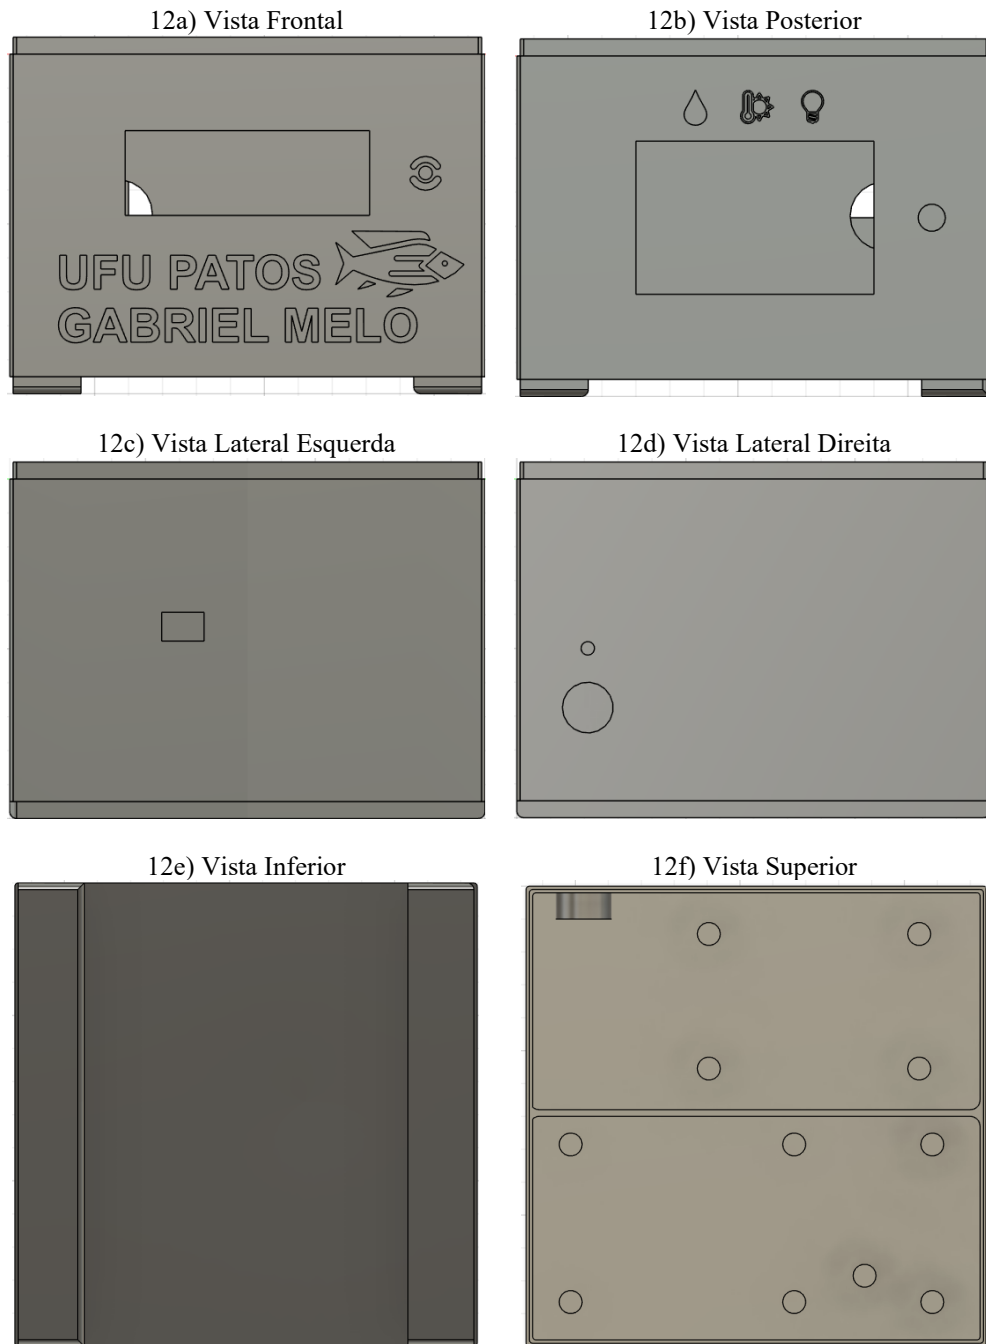 12a) Vista Frontal
12b) Vista Posterior
UFU PATOS
GABRIEL MELO
12c) Vista Lateral Esquerda
12d) Vista Lateral Direita
12e) Vista Inferior
12f) Vista Superior